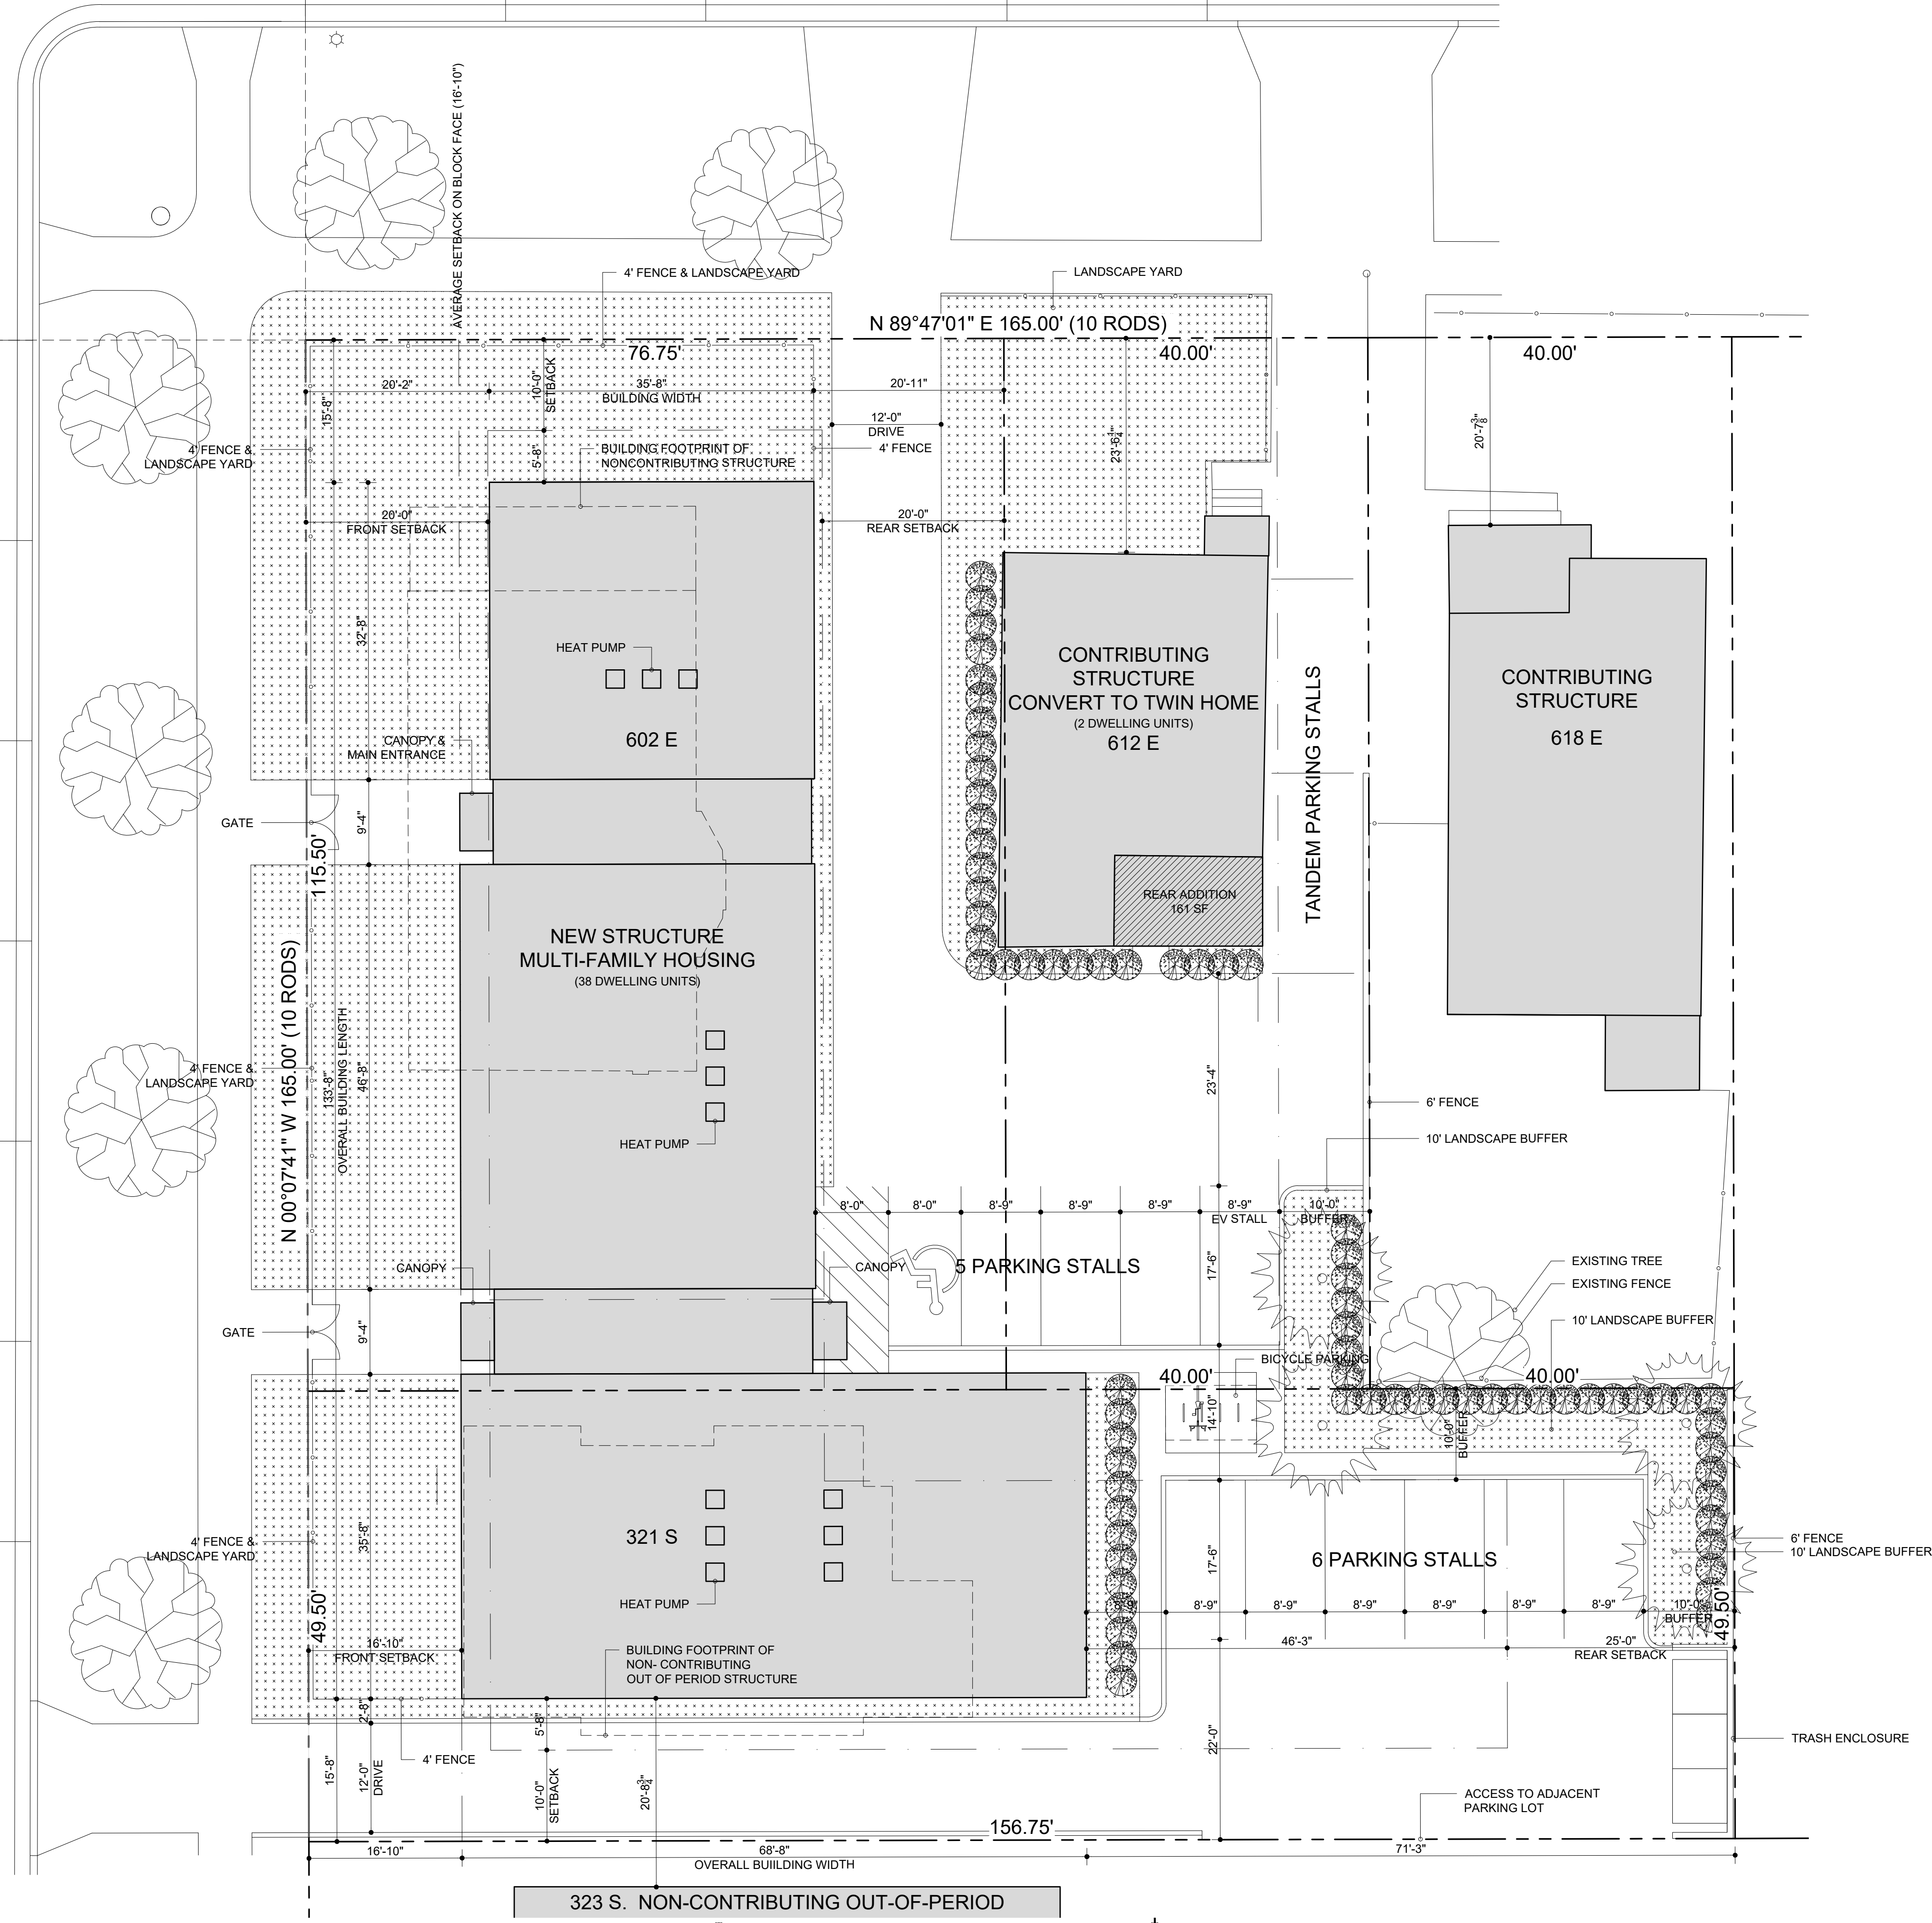 AVERAGE SETBACK ON BLOCK FACE (16'-10")
4' FENCE & LANDSCAPE YARD
LANDSCAPE YARD
N 89°47'01" E 165.00' (10 RODS)
76.75'
40.00'
40.00'
20'-2"
10'-0"
SETBACK
35'-8"
BUILDING WIDTH
20'-11"
15'-8"
12'-0"
DRIVE
23'-6 1/4"
20'-7 3/8"
4' FENCE &
LANDSCAPE YARD
5'-8"
BUILDING FOOTPRINT OF
NONCONTRIBUTING STRUCTURE
4' FENCE
20'-0"
FRONT SETBACK
20'-0"
REAR SETBACK
32'-8"
HEAT PUMP
602 E
CONTRIBUTING
STRUCTURE
CONVERT TO TWIN HOME
(2 DWELLING UNITS)
612 E
TANDEM PARKING STALLS
CONTRIBUTING
STRUCTURE
618 E
CANOPY &
MAIN ENTRANCE
GATE
9'-4"
115.50'
REAR ADDITION
161 SF
NEW STRUCTURE
MULTI-FAMILY HOUSING
(38 DWELLING UNITS)
N 00°07'41" W 165.00' (10 RODS)
4' FENCE &
LANDSCAPE YARD
133'-8"
OVERALL BUILDING LENGTH
46'-8"
HEAT PUMP
23'-4"
6' FENCE
10' LANDSCAPE BUFFER
8'-0"
8'-0"
8'-9"
8'-9"
8'-9"
8'-9"
EV STALL
10'-0"
BUFFER
CANOPY
CANOPY
5 PARKING STALLS
17'-6"
EXISTING TREE
EXISTING FENCE
10' LANDSCAPE BUFFER
GATE
9'-4"
BICYCLE PARKING
40.00'
40.00'
14'-10"
10'-0"
BUFFER
4' FENCE &
LANDSCAPE YARD
35'-8"
321 S
HEAT PUMP
17'-6"
6 PARKING STALLS
6' FENCE
10' LANDSCAPE BUFFER
8'-9"
8'-9"
8'-9"
8'-9"
8'-9"
8'-9"
8'-9"
10'-0"
BUFFER
49.50'
49.50'
16'-10"
FRONT SETBACK
BUILDING FOOTPRINT OF
NON- CONTRIBUTING
OUT OF PERIOD STRUCTURE
46'-3"
25'-0"
REAR SETBACK
2'-8"
5'-8"
22'-0"
TRASH ENCLOSURE
4' FENCE
15'-8"
12'-0"
DRIVE
10'-0"
SETBACK
20'-8 3/4"
ACCESS TO ADJACENT
PARKING LOT
156.75'
16'-10"
68'-8"
OVERALL BUIILDING WIDTH
71'-3"
323 S. NON-CONTRIBUTING OUT-OF-PERIOD